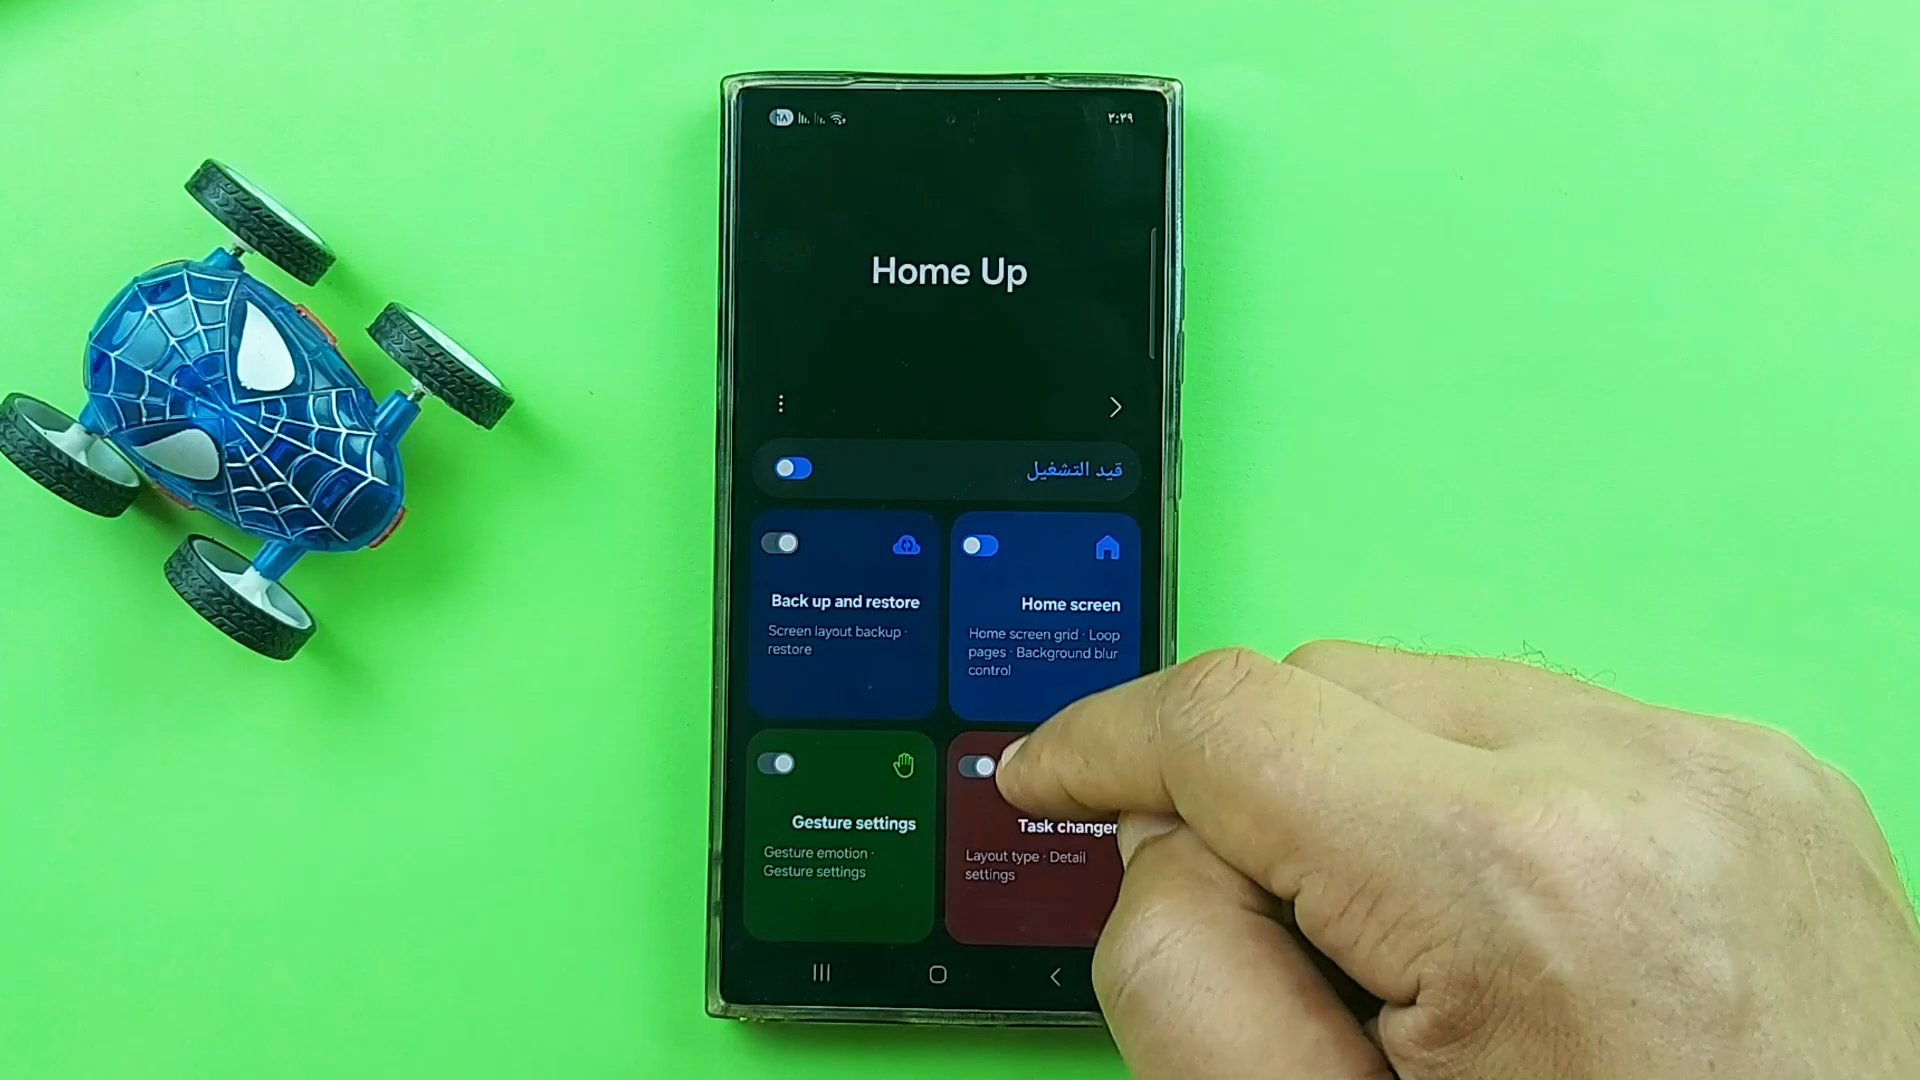 ٦٨
٢:٢٩
Home Up
قيد التشغيل
Home screen
Home screen grid · Loop
pages · Background blur
control
Back up and restore
Screen layout backup ·
restore
Task changer
Layout type · Detail
settings
Gesture settings
Gesture emotion ·
Gesture settings